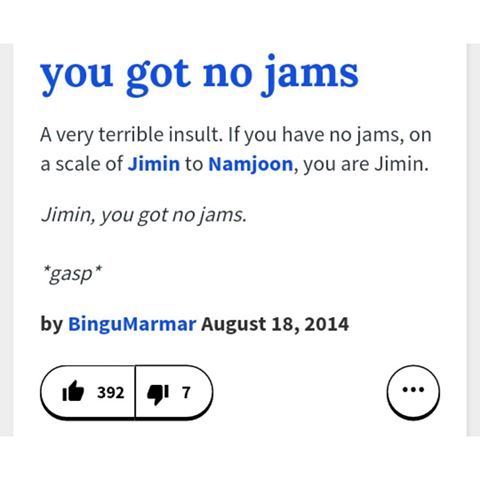 you got no jams
A very terrible insult. If you have no jams, on
a scale of Jimin to Namjoon, you are Jimin.
Jimin, you got no jams.
*gasp*
by BinguMarmar August 18, 2014
392 7